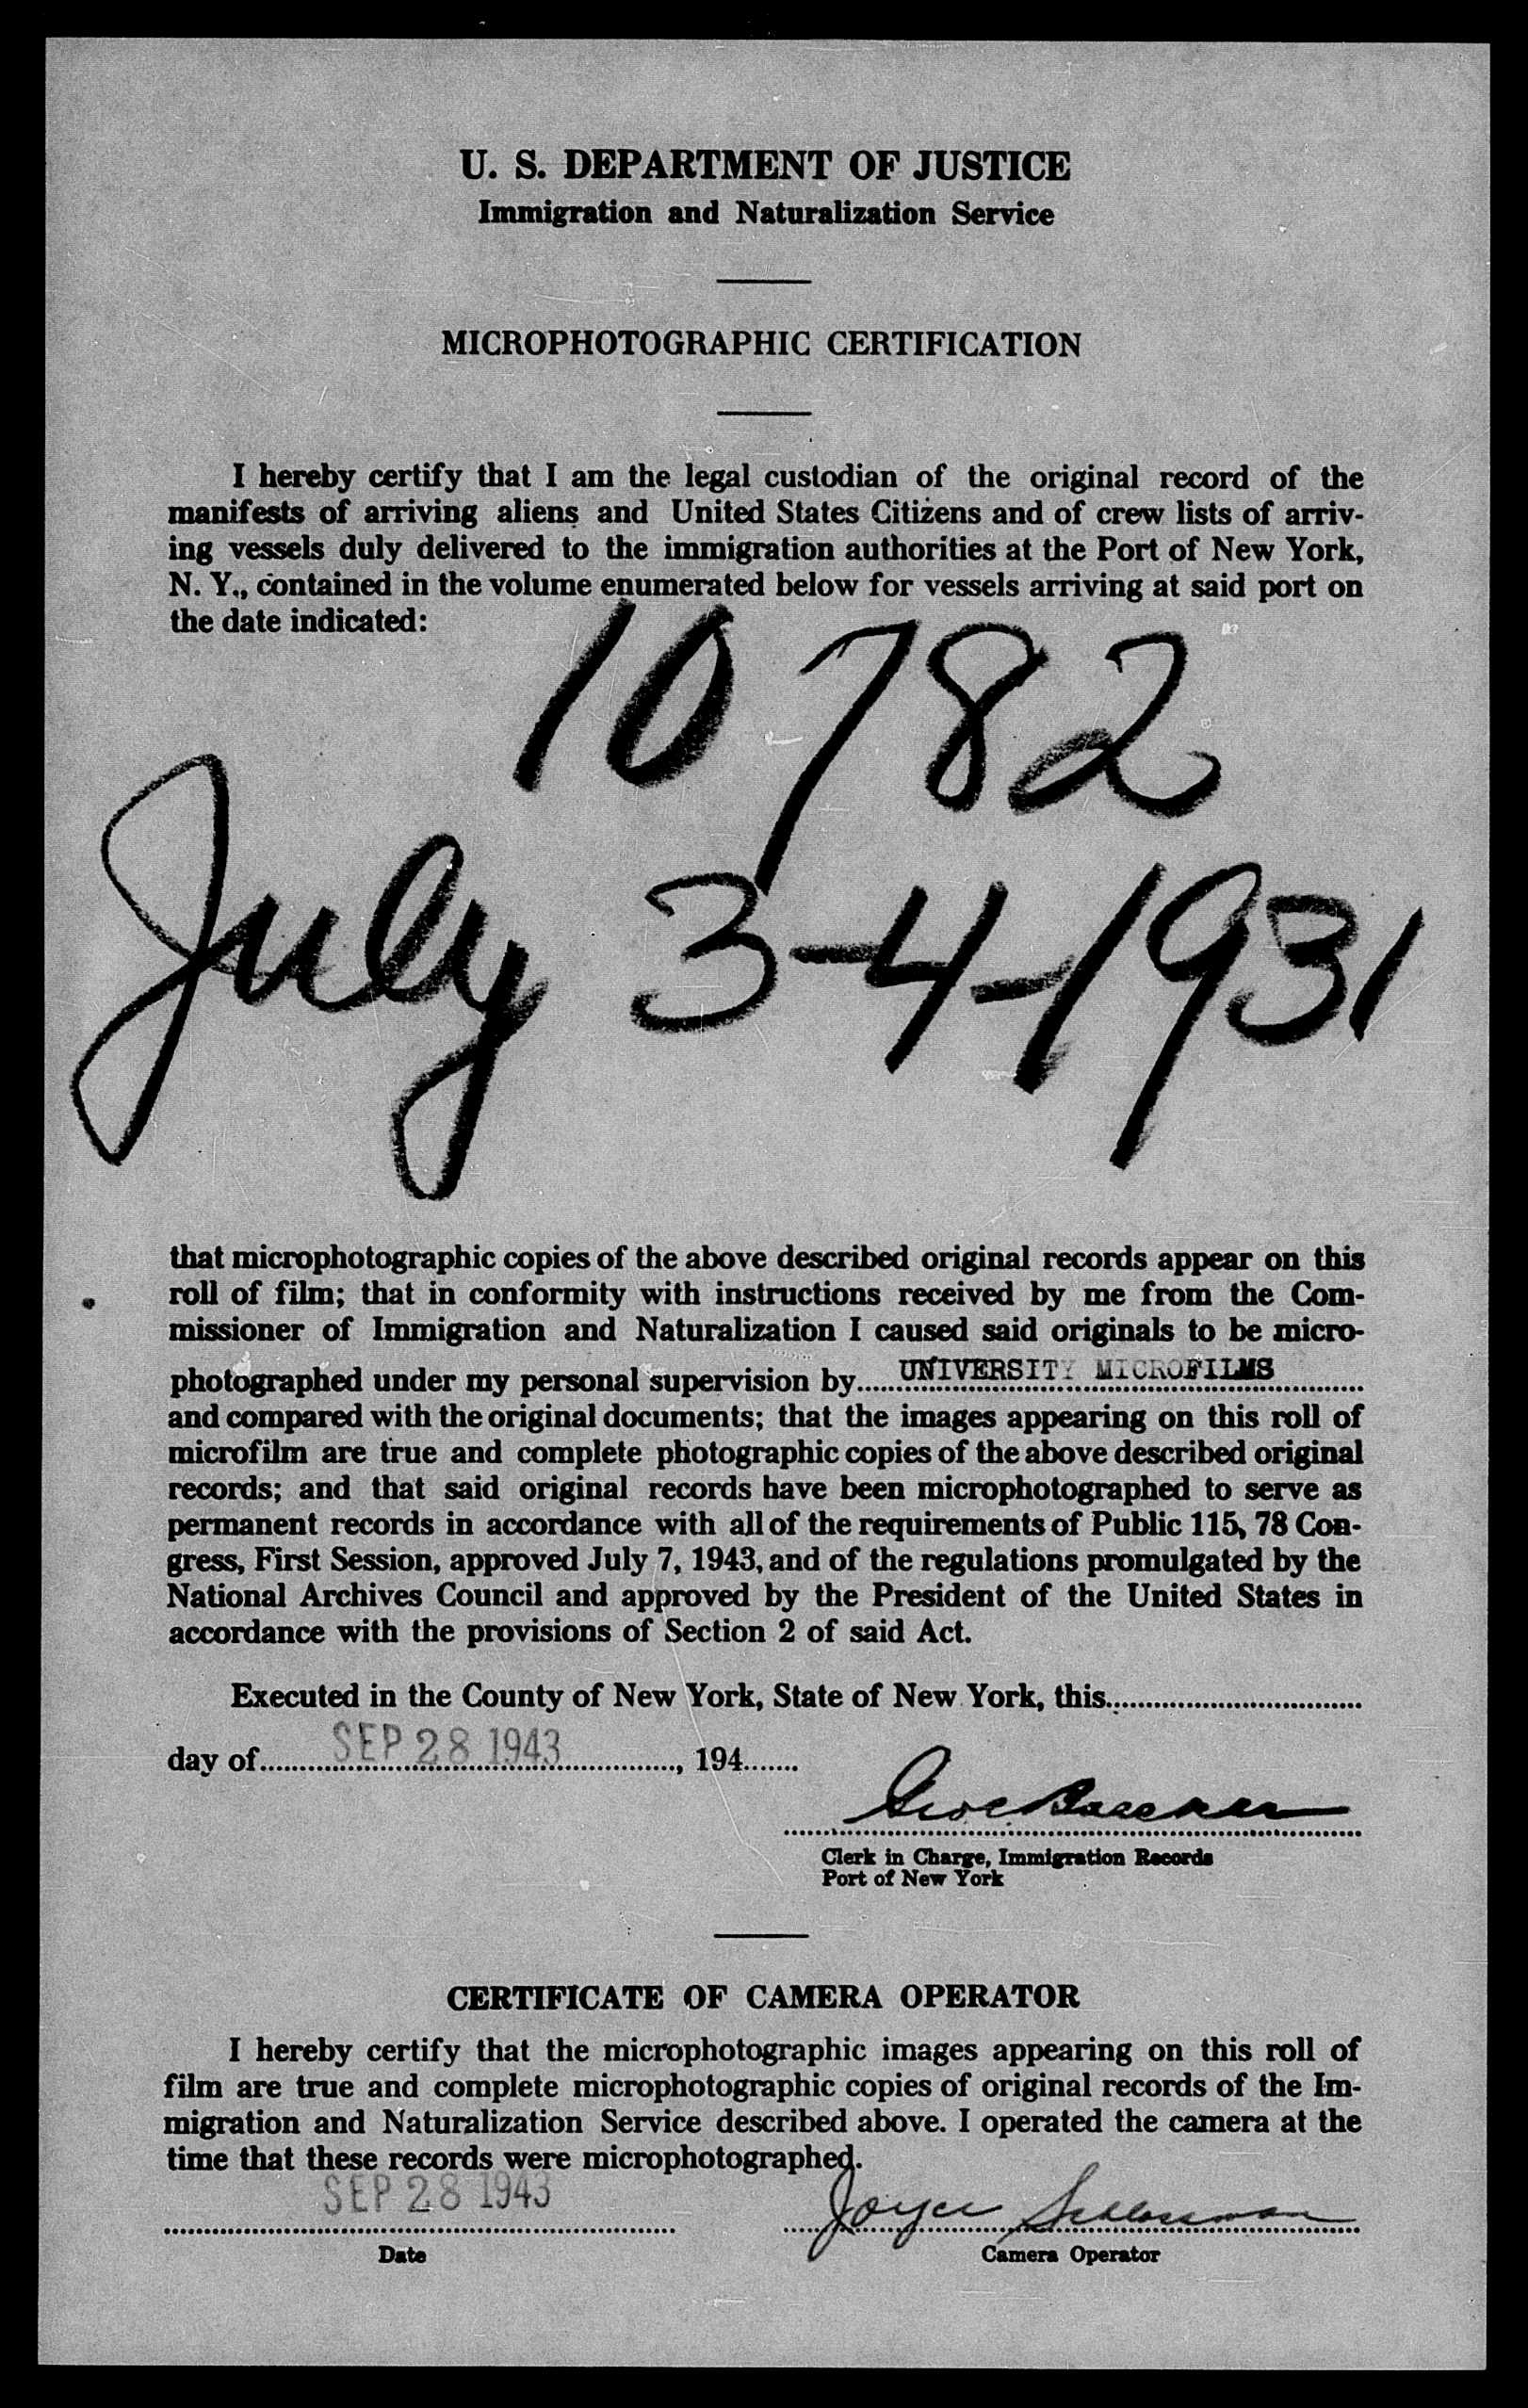 U. S. DEPARTMENT OF JUSTICE
Immigration and Naturalization Service
MICROPHOTOGRAPHIC CERTIFICATION
I hereby certify that I am the legal custodian of the original record of the
manifests of arriving aliens and United States Citizens and of crew lists of arriv-
ing vessels duly delivered to the immigration authorities at the Port of New York,
N. Y., contained in the volume enumerated below for vessels arriving at said port on
the date indicated:
10782
July 3-4-1931
that microphotographic copies of the above described original records appear on this
roll of film; that in conformity with instructions received by me from the Com-
missioner of Immigration and Naturalization I caused said originals to be micro-
photographed under my personal supervision by UNIVERSITY MICROFILMS
and compared with the original documents; that the images appearing on this roll of
microfilm are true and complete photographic copies of the above described original
records; and that said original records have been microphotographed to serve as
permanent records in accordance with all of the requirements of Public 115, 78 Con-
gress, First Session, approved July 7, 1943, and of the regulations promulgated by the
National Archives Council and approved by the President of the United States in
accordance with the provisions of Section 2 of said Act.
Executed in the County of New York, State of New York, this
day of SEP 28 1943, 194
Clerk in Charge, Immigration Records
Port of New York
CERTIFICATE OF CAMERA OPERATOR
I hereby certify that the microphotographic images appearing on this roll of
film are true and complete microphotographic copies of original records of the Im-
migration and Naturalization Service described above. I operated the camera at the
time that these records were microphotographed.
SEP 28 1943 Joyce Schlossman
Date Camera Operator